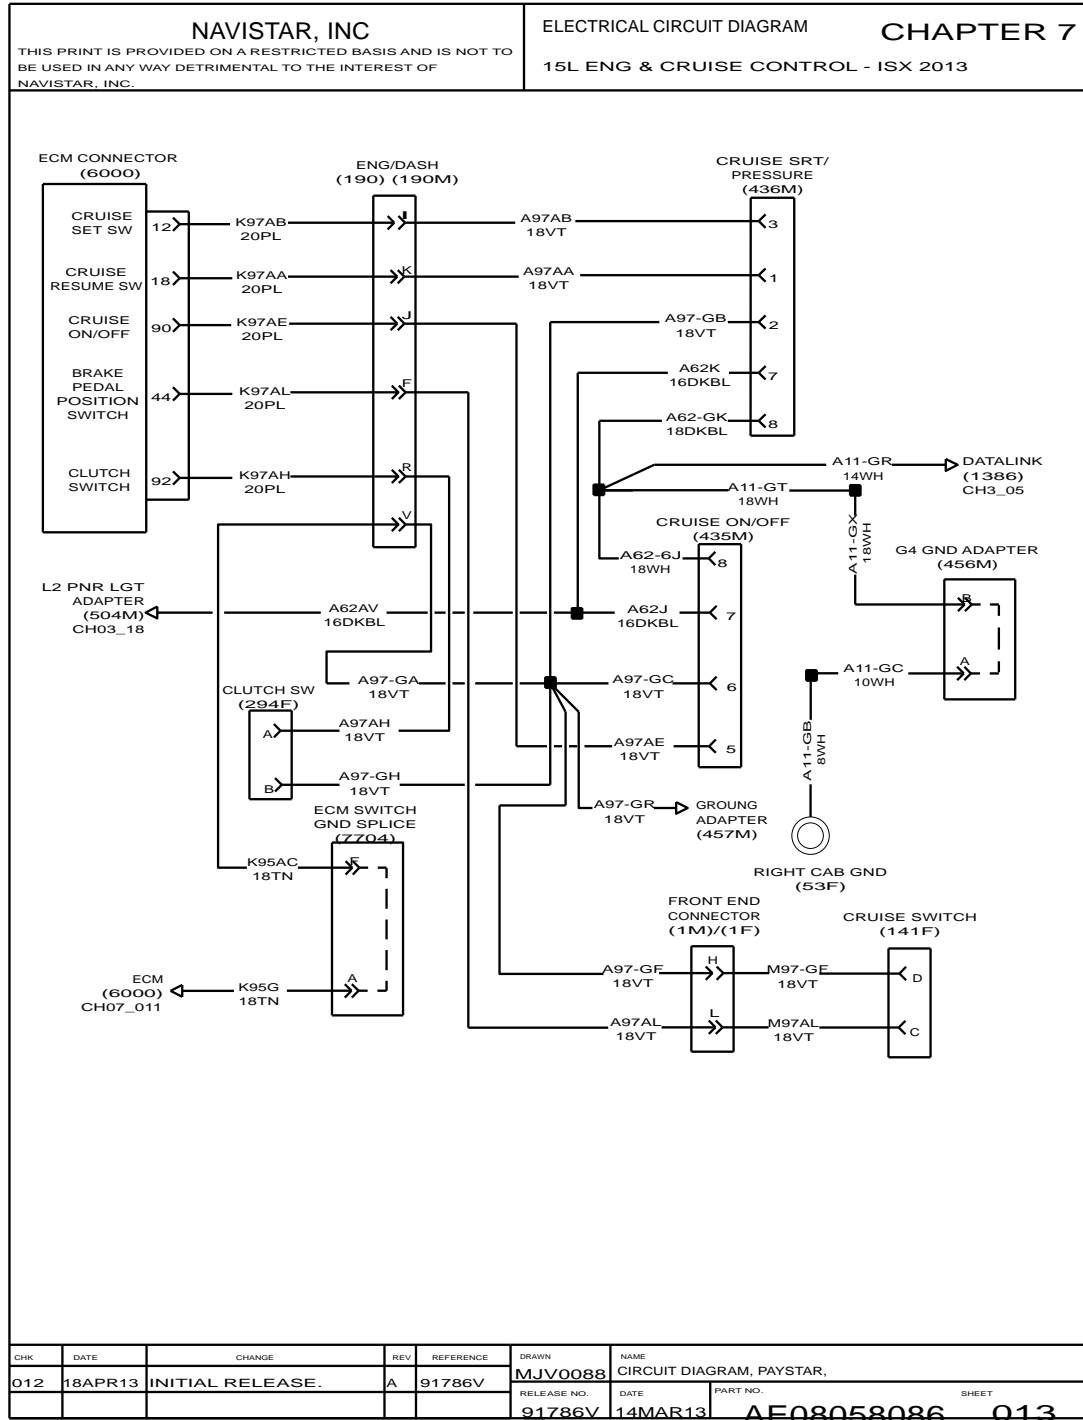 NAVISTAR, INC
THIS PRINT IS PROVIDED ON A RESTRICTED BASIS AND IS NOT TO
BE USED IN ANY WAY DETRIMENTAL TO THE INTEREST OF
NAVISTAR, INC.
ELECTRICAL CIRCUIT DIAGRAM
CHAPTER 7
15L ENG & CRUISE CONTROL - ISX 2013
ECM CONNECTOR
(6000)
ENG/DASH
(190) (190M)
CRUISE SRT/
PRESSURE
(436M)
CRUISE
SET SW
12
K97AB
20PL
A97AB
18VT
3
CRUISE
RESUME SW
18
K97AA
20PL
K
A97AA
18VT
1
CRUISE
ON/OFF
90
K97AE
20PL
J
A97-GB
18VT
2
BRAKE
PEDAL
POSITION
SWITCH
44
K97AL
20PL
F
A62K
16DKBL
7
A62-GK
18DKBL
8
CLUTCH
SWITCH
92
K97AH
20PL
R
V
A11-GR
14WH
DATALINK
(1386)
CH3_05
A11-GT
18WH
CRUISE ON/OFF
(435M)
A11-GX
18WH
G4 GND ADAPTER
(456M)
A62-6J
18WH
8
B
L2 PNR LGT
ADAPTER
(504M)
CH03_18
A62AV
16DKBL
A62J
16DKBL
7
A
A11-GC
10WH
A97-GA
18VT
A97-GC
18VT
6
CLUTCH SW
(294F)
A
A97AH
18VT
A97AE
18VT
5
A11-GB
8WH
B
A97-GH
18VT
ECM SWITCH
GND SPLICE
(7704)
A97-GR
18VT
GROUNG
ADAPTER
(457M)
K95AC
18TN
RIGHT CAB GND
(53F)
FRONT END
CONNECTOR
(1M)/(1F)
CRUISE SWITCH
(141F)
ECM
(6000)
CH07_011
K95G
18TN
A
A97-GF
18VT
H
M97-GF
18VT
D
A97AL
18VT
L
M97AL
18VT
C
CHK DATE CHANGE REV REFERENCE
012 18APR13 INITIAL RELEASE. A 91786V
DRAWN
MJV0088
NAME
CIRCUIT DIAGRAM, PAYSTAR,
RELEASE NO.
91786V
DATE
14MAR13
PART NO.
AE08058086
SHEET
013